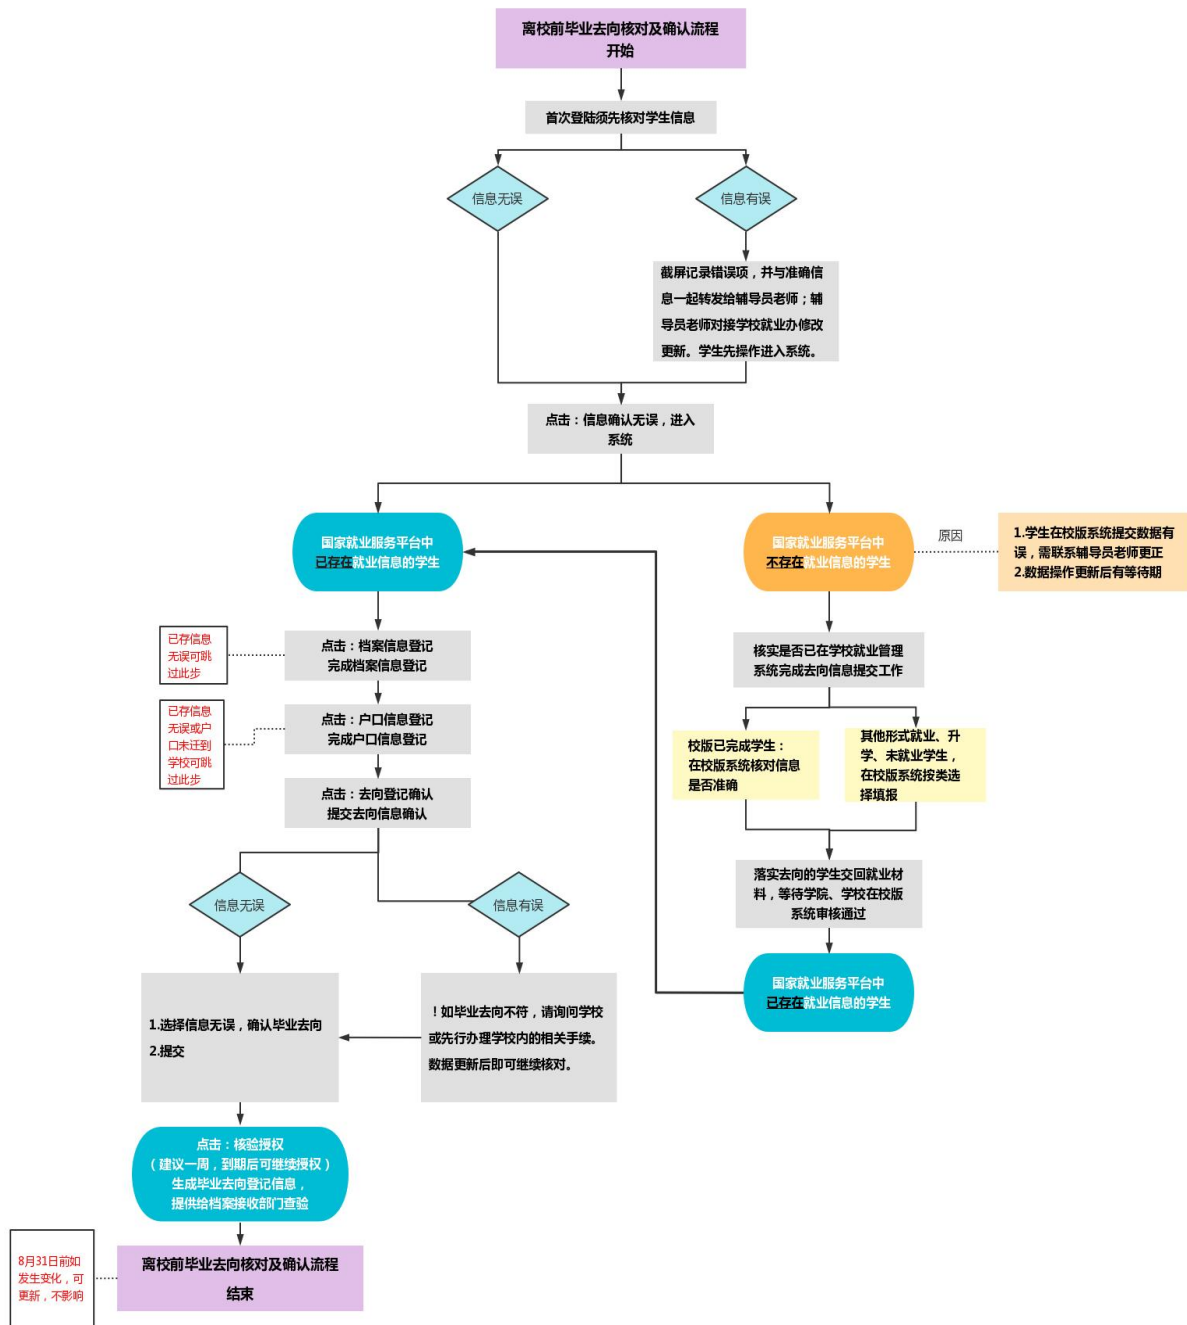 离校前毕业去向核对及确认流程
开始
首次登陆须先核对学生信息
信息无误
信息有误
截屏记录错误项，并与准确信
息一起转发给辅导员老师；辅
导员老师对接学校就业办修改
更新。学生先操作进入系统。
点击：信息确认无误，进入
系统
国家就业服务平台中
已存在就业信息的学生
国家就业服务平台中
不存在就业信息的学生
原因
1.学生在校版系统提交数据有
误，需联系辅导员老师更正
2.数据操作更新后有等待期
已存信息
无误可跳
过此步
点击：档案信息登记
完成档案信息登记
核实是否已在学校就业管理
系统完成去向信息提交工作
已存信息
无误或户
口未迁到
学校可跳
过此步
点击：户口信息登记
完成户口信息登记
校版已完成学生：
在校版系统核对信息
是否准确
其他形式就业、升
学、未就业学生，
在校版系统按类选
择填报
点击：去向登记确认
提交去向信息确认
落实去向的学生交回就业材
料，等待学院、学校在校版
系统审核通过
信息无误
信息有误
国家就业服务平台中
已存在就业信息的学生
1.选择信息无误，确认毕业去向
2.提交
！如毕业去向不符，请询问学校
或先行办理学校内的相关手续。
数据更新后即可继续核对。
点击：核验授权
（建议一周，到期后可继续授权）
生成毕业去向登记信息，
提供给档案接收部门查验
8月31日前如
发生变化，可
更新，不影响
离校前毕业去向核对及确认流程
结束